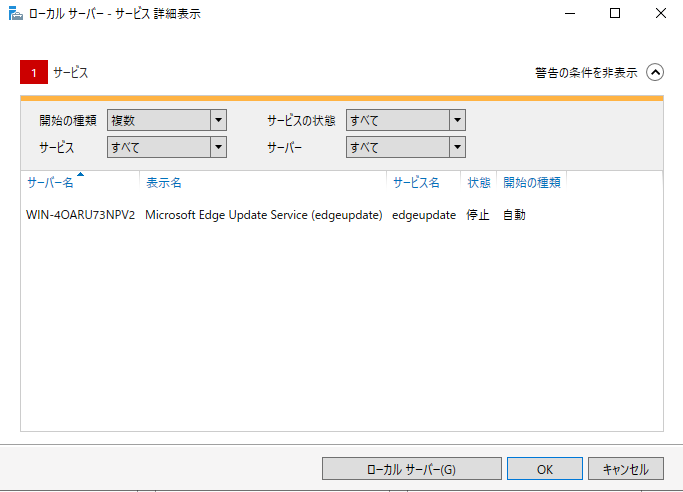 ローカル サーバー - サービス 詳細表示
1 サービス 警告の条件を非表示
開始の種類 複数 サービスの状態 すべて
サービス すべて サーバー すべて
サーバー名 表示名 サービス名 状態 開始の種類
WIN-4OARU73NPV2 Microsoft Edge Update Service (edgeupdate) edgeupdate 停止 自動
ローカル サーバー(G) OK キャンセル